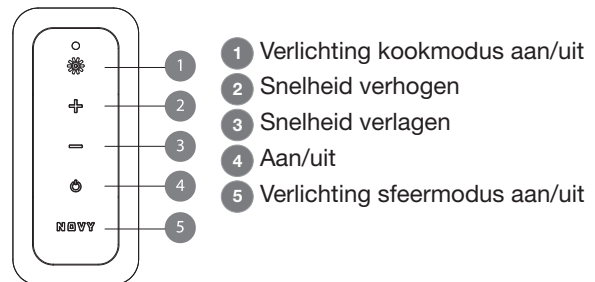 1 Verlichting kookmodus aan/uit
2 Snelheid verhogen
3 Snelheid verlagen
4 Aan/uit
5 Verlichting sfeermodus aan/uit
1
+ 2
− 3
4
NOVY 5